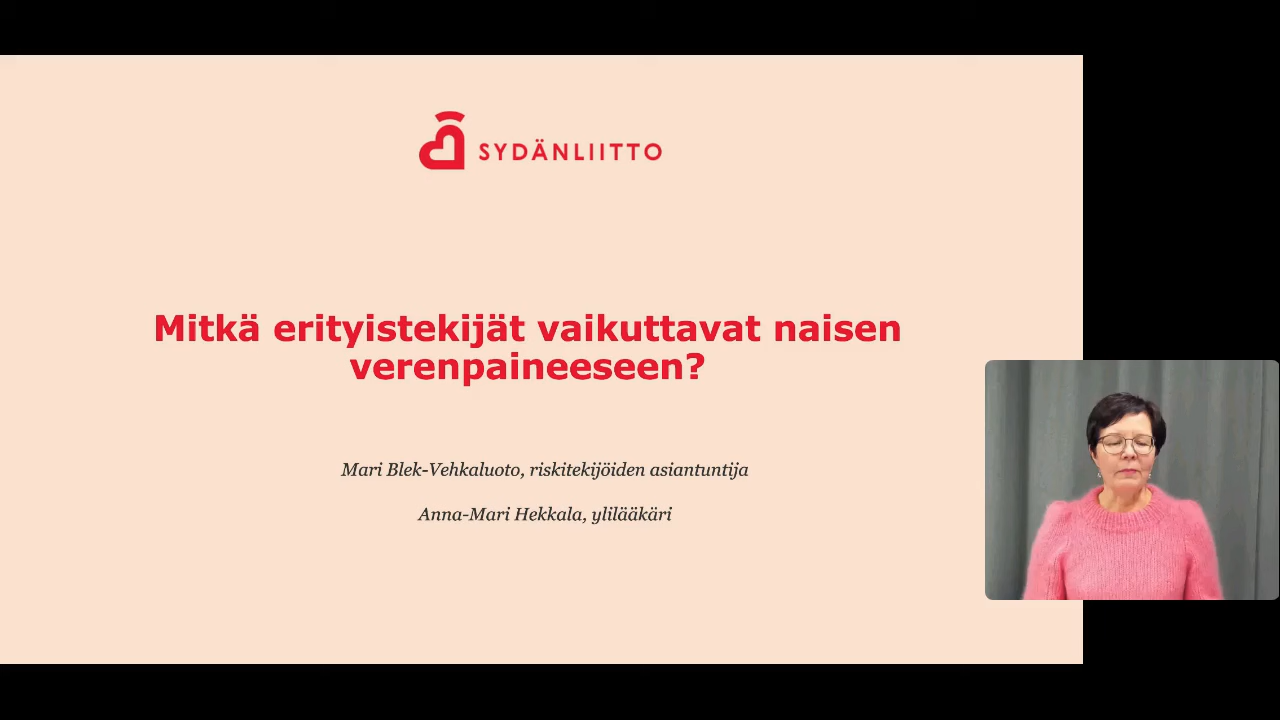 SYDÄNLIITTO
Mitkä erityistekijät vaikuttavat naisen
verenpaineeseen?
Mari Blek-Vehkaluoto, riskitekijöiden asiantuntija
Anna-Mari Hekkala, ylilääkäri